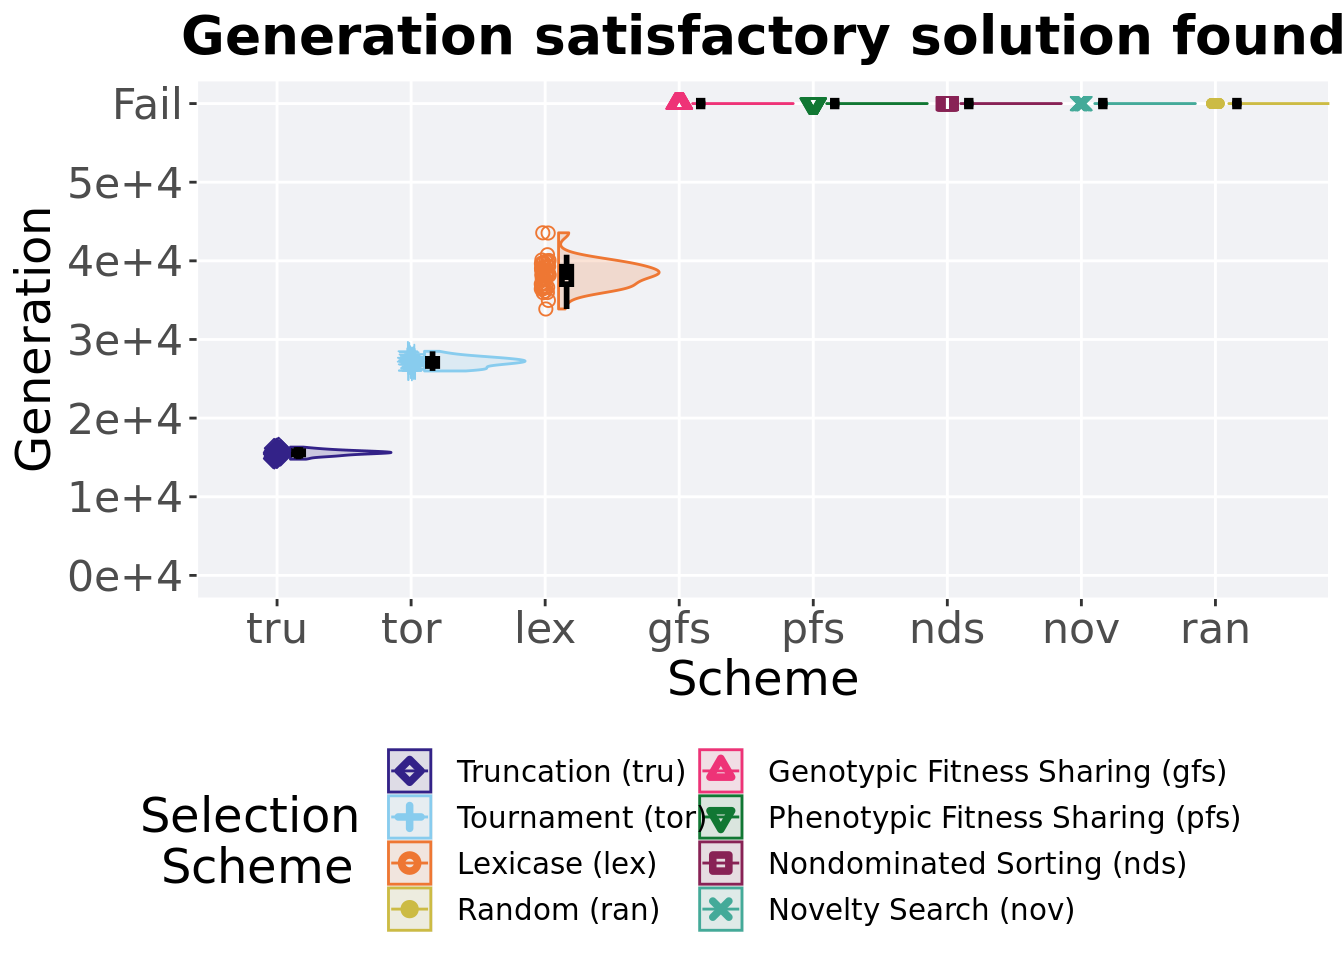 Generation satisfactory solution found
Generation
Fail
5e+4
4e+4
3e+4
2e+4
1e+4
0e+4
tru tor lex gfs pfs nds nov ran
Scheme
Selection
Scheme
Truncation (tru)
Tournament (tor)
Lexicase (lex)
Random (ran)
Genotypic Fitness Sharing (gfs)
Phenotypic Fitness Sharing (pfs)
Nondominated Sorting (nds)
Novelty Search (nov)